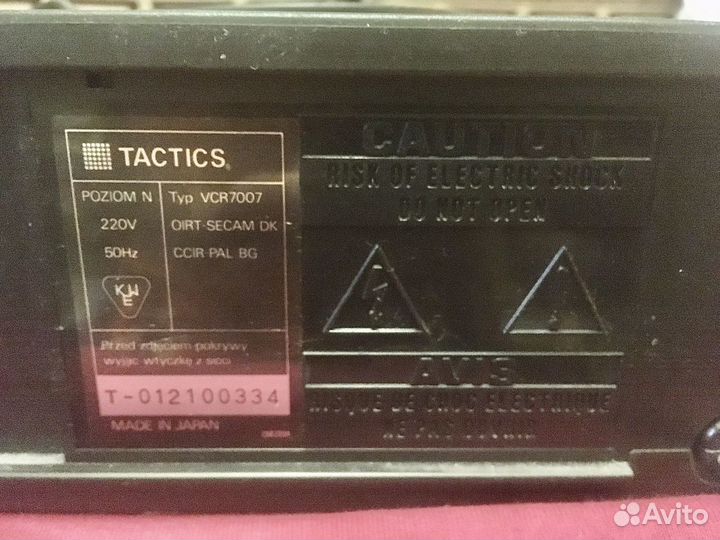 TACTICS
POZIOM N
220V
50Hz
Typ VCR7007
OIRT-SECAM DK
CCIR-PAL BG
KWE
Przed zdjęciem pokrywy
wyjąc wtyczkę z sieci
T-012100334
MADE IN JAPAN
CAUTION
RISK OF ELECTRIC SHOCK
DO NOT OPEN
AVIS
RISQUE DE CHOC ELECTRIQUE
NE PAS OUVRIR
Avito